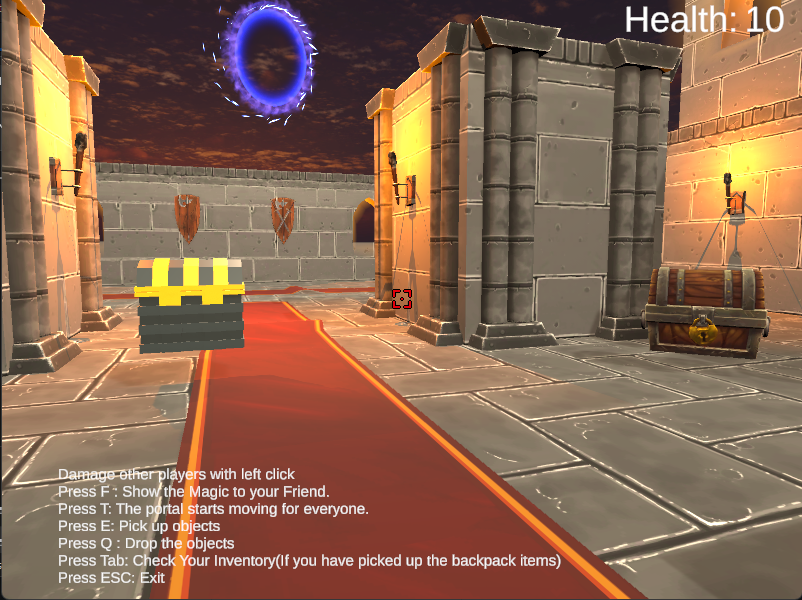 Health: 10
Damage other players with left click
Press F : Show the Magic to your Friend.
Press T: The portal starts moving for everyone.
Press E: Pick up objects
Press Q : Drop the objects
Press Tab: Check Your Inventory(If you have picked up the backpack items)
Press ESC: Exit